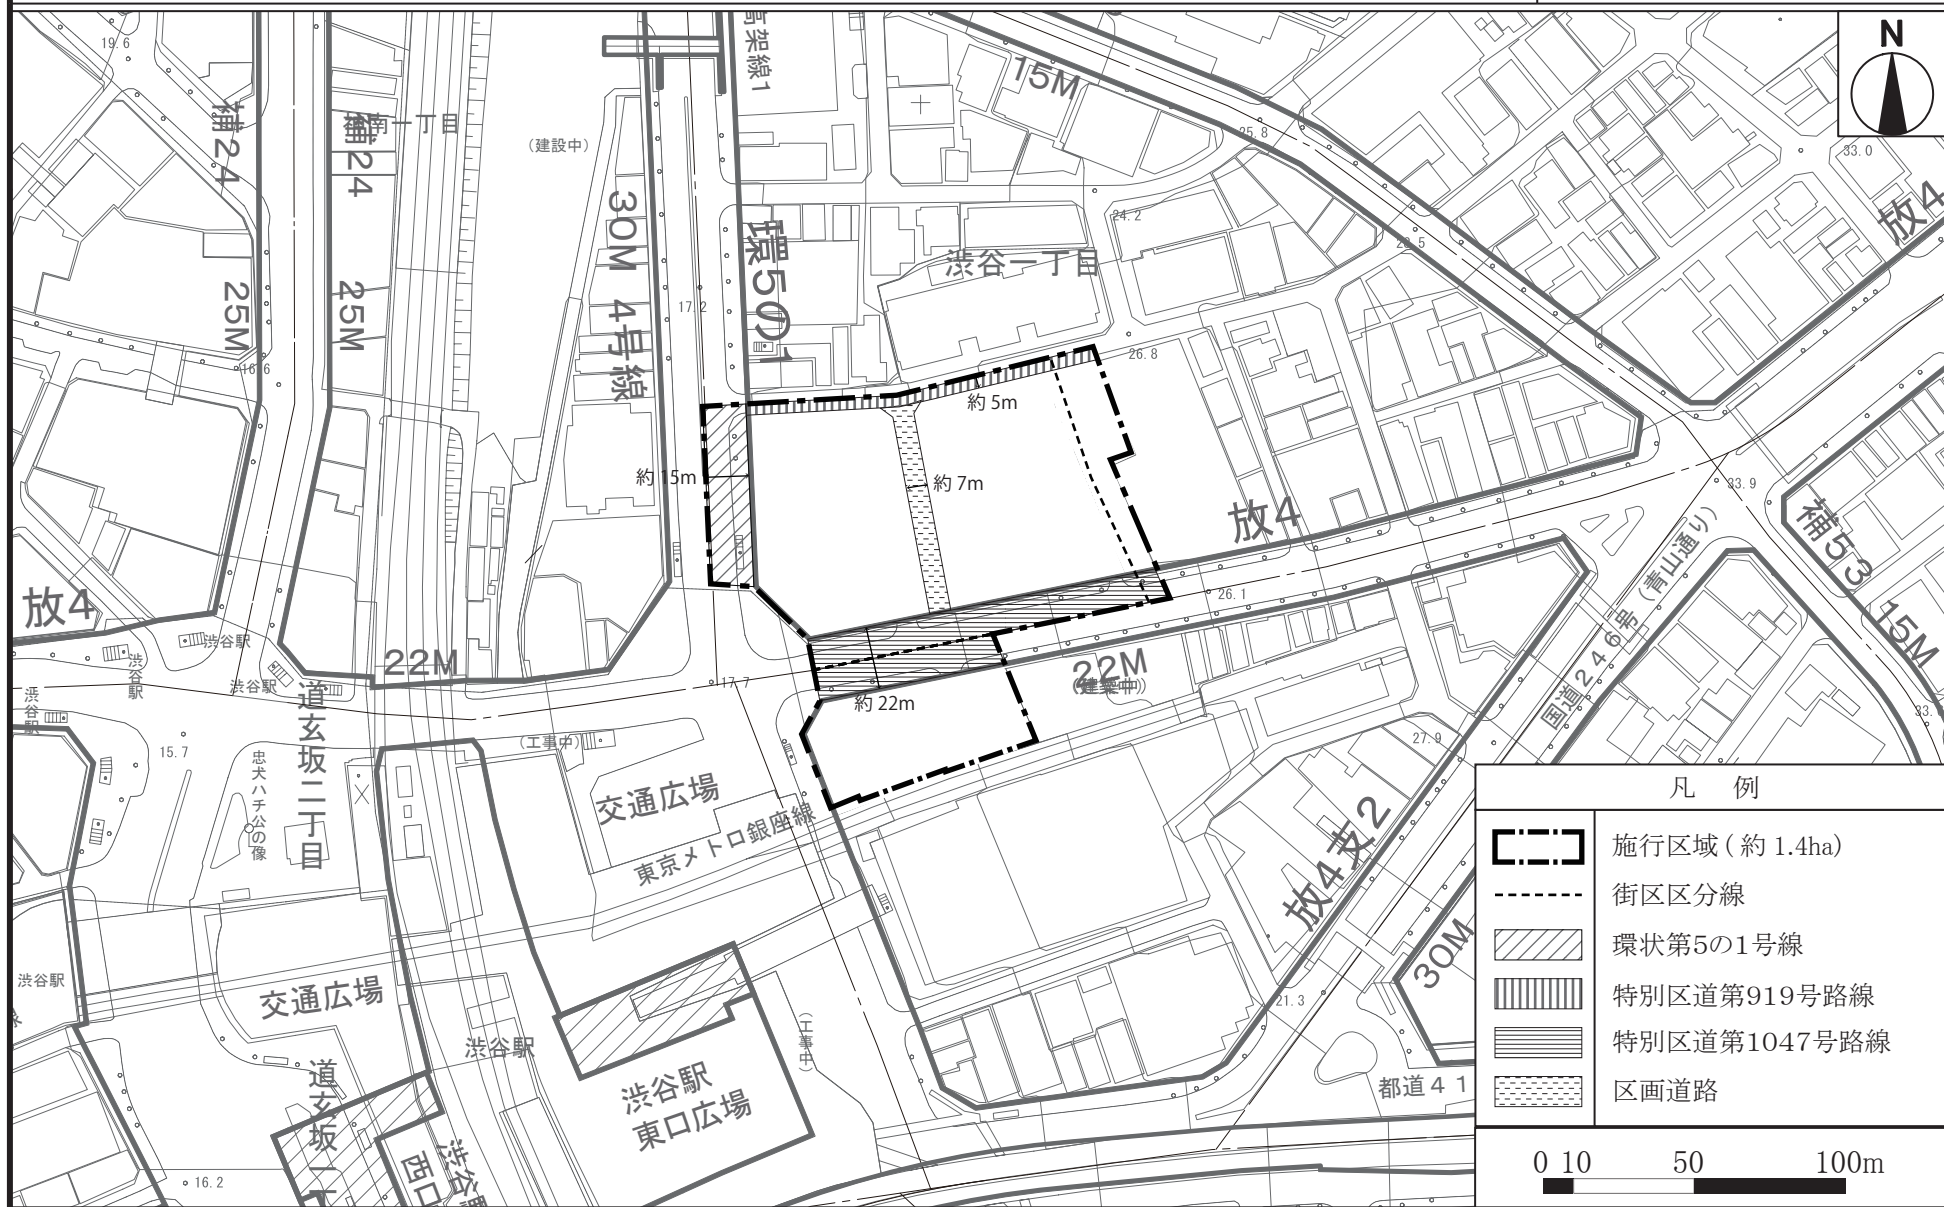 19.6
高架線1
15M
N
25.8
33.0
補24
補24
神南一丁目
(建設中)
30M 4号線
環5の1
24.2
放4
渋谷一丁目
25M
25M
17.2
16.6
26.8
約 5m
約 15m
約 7m
放4
33.9
補53
国道246号(青山通り)
15M
放4
渋谷駅
渋谷駅
渋谷駅
渋谷駅
22M
道玄坂二丁目
17.7
26.1
22M
(建築中)
約 22m
15.7
忠犬ハチ公の像
(工事中)
交通広場
東京メトロ銀座線
27.9
放4支2
30M
渋谷駅
交通広場
渋谷駅
(工事中)
21.3
渋谷駅
東口広場
都道41
道玄坂一丁
16.2
西口
渋谷駅
凡 例
施行区域(約 1.4ha)
街区区分線
環状第5の1号線
特別区道第919号路線
特別区道第1047号路線
区画道路
0 10 50 100m